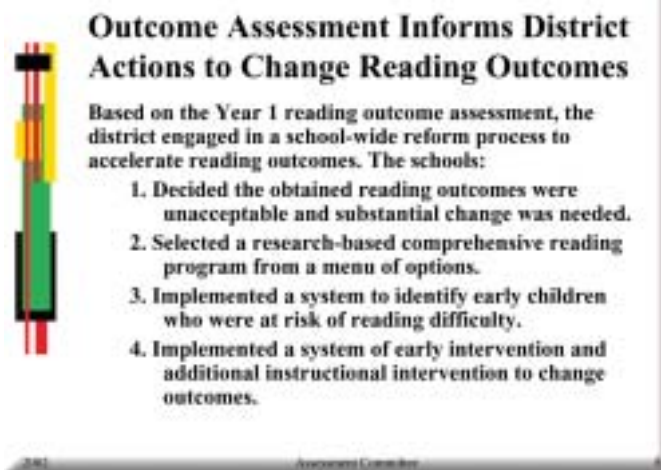 Outcome Assessment Informs District
Actions to Change Reading Outcomes
Based on the Year 1 reading outcome assessment, the
district engaged in a school-wide reform process to
accelerate reading outcomes. The schools:
1. Decided the obtained reading outcomes were
unacceptable and substantial change was needed.
2. Selected a research-based comprehensive reading
program from a menu of options.
3. Implemented a system to identify early children
who were at risk of reading difficulty.
4. Implemented a system of early intervention and
additional instructional intervention to change
outcomes.
Assessment Committee